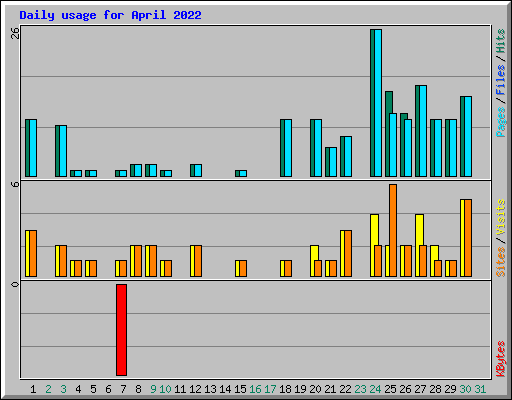 Daily usage for April 2022
26
Pages / Files / Hits
6
Sites / Visits
0
KBytes
1 2 3 4 5 6 7 8 9 10 11 12 13 14 15 16 17 18 19 20 21 22 23 24 25 26 27 28 29 30 31